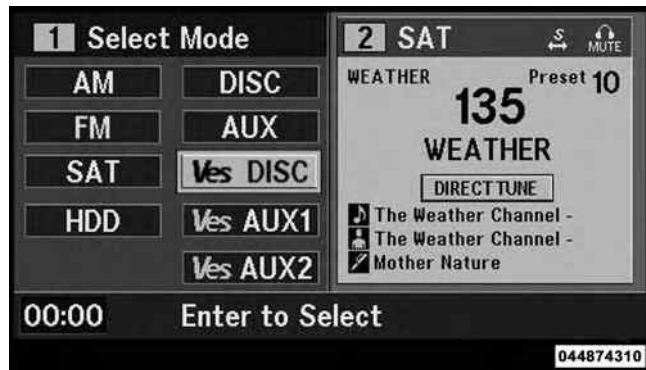 1 Select Mode
AM
DISC
FM
AUX
SAT
Ves DISC
HDD
Ves AUX1
Ves AUX2
2 SAT
S
MUTE
WEATHER
Preset 10
135
WEATHER
DIRECT TUNE
The Weather Channel -
The Weather Channel -
Mother Nature
00:00 Enter to Select
044874310